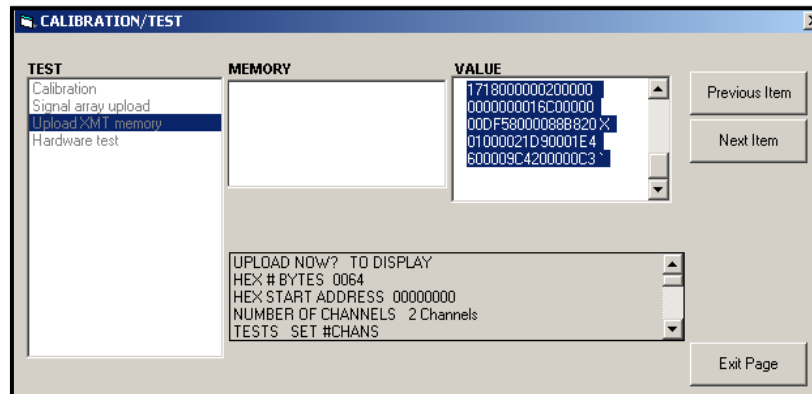 CALIBRATION/TEST
TEST
Calibration
Signal array upload
Upload XMT memory
Hardware test
MEMORY
VALUE
1718000000200000
0000000016C00000
00DF58000088B820 X
01000021D90001E4
600009C4200000C3 `
Previous Item
Next Item
UPLOAD NOW? TO DISPLAY
HEX # BYTES 0064
HEX START ADDRESS 00000000
NUMBER OF CHANNELS 2 Channels
TESTS SET #CHANS
Exit Page